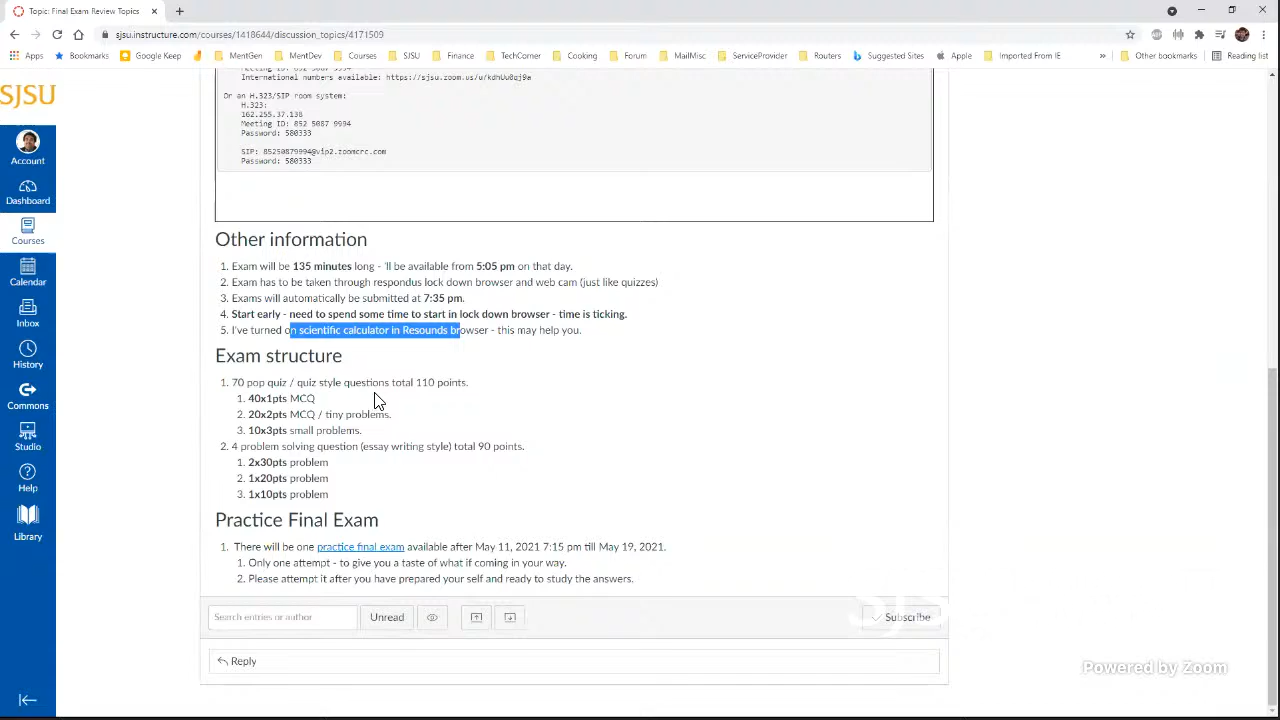 Topic: Final Exam Review Topics
sjsu.instructure.com/courses/1418644/discussion_topics/4171509
Apps Bookmarks Google Keep MentGen MentDev Courses SJSU Finance TechCorner Cooking Forum MailMisc ServiceProvider Routers Suggested Sites Apple Imported From IE » Other bookmarks Reading list
SJSU
Account
Dashboard
Courses
Calendar
Inbox
History
Commons
Studio
Help
Library
International numbers available: https://sjsu.zoom.us/u/kdhUu0qj9a
Or an H.323/SIP room system:
H.323:
162.255.37.138
Meeting ID: 852 5087 9994
Password: 580333
SIP: 85250879994@vip2.zoomcrc.com
Password: 580333
Other information
1. Exam will be 135 minutes long - 'll be available from 5:05 pm on that day.
2. Exam has to be taken through respondus lock down browser and web cam (just like quizzes)
3. Exams will automatically be submitted at 7:35 pm.
4. Start early - need to spend some time to start in lock down browser - time is ticking.
5. I've turned on scientific calculator in Resounds browser - this may help you.
Exam structure
1. 70 pop quiz / quiz style questions total 110 points.
1. 40x1pts MCQ
2. 20x2pts MCQ / tiny problems.
3. 10x3pts small problems.
2. 4 problem solving question (essay writing style) total 90 points.
1. 2x30pts problem
2. 1x20pts problem
3. 1x10pts problem
Practice Final Exam
1. There will be one practice final exam available after May 11, 2021 7:15 pm till May 19, 2021.
1. Only one attempt - to give you a taste of what if coming in your way.
2. Please attempt it after you have prepared your self and ready to study the answers.
Search entries or author
Unread
Subscribe
Reply
Powered by Zoom